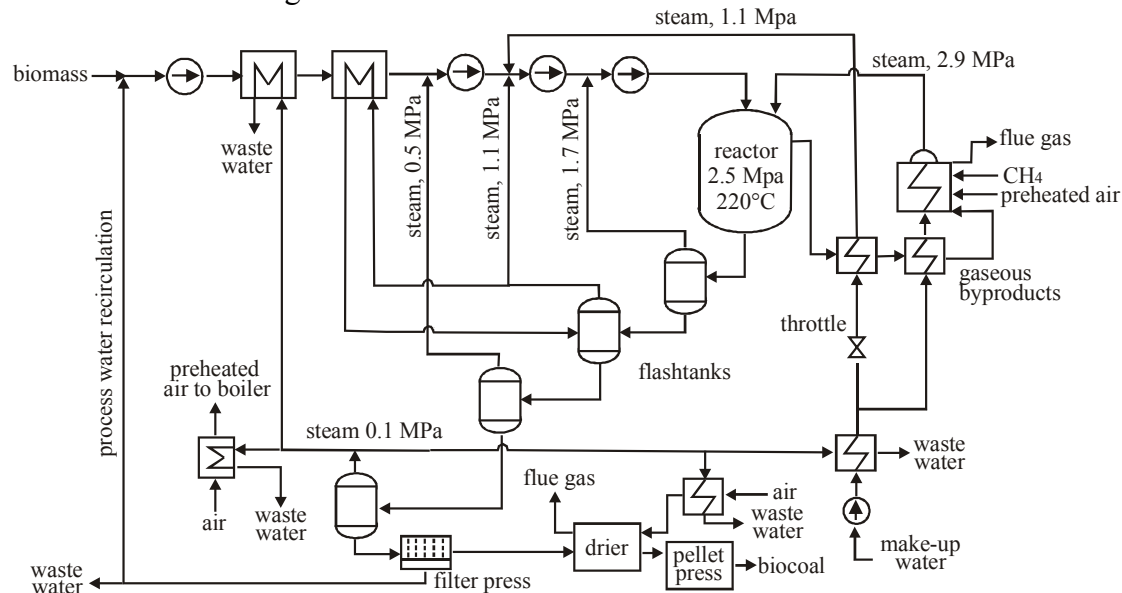 steam, 1.1 Mpa
biomass
steam, 2.9 MPa
waste
water
steam, 0.5 MPa
steam, 1.1 MPa
steam, 1.7 MPa
reactor
2.5 Mpa
220°C
flue gas
CH4
preheated air
gaseous
byproducts
process water recirculation
throttle
flashtanks
preheated
air to boiler
steam 0.1 MPa
waste
water
flue gas
air
waste
water
air
waste
water
drier
pellet
press
biocoal
make-up
water
waste
water
filter press